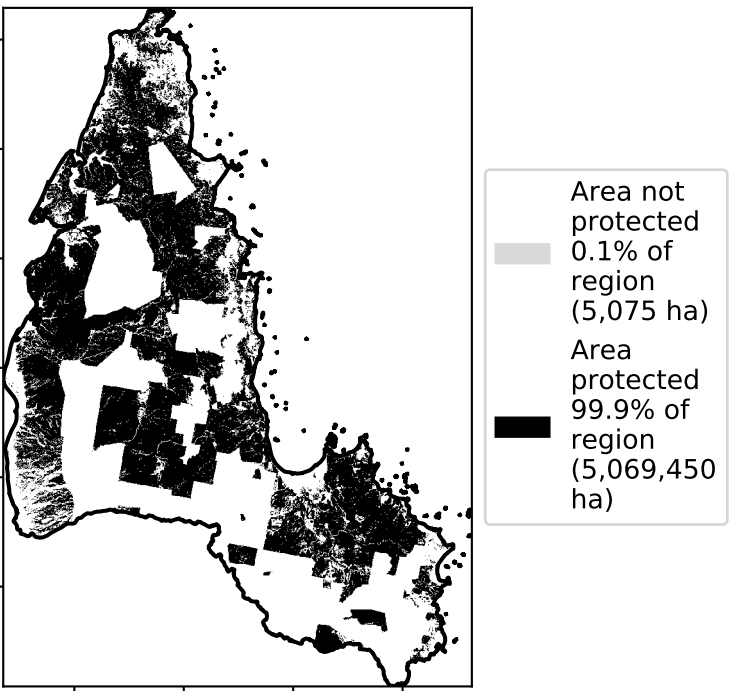 Area not
protected
0.1% of
region
(5,075 ha)
Area
protected
99.9% of
region
(5,069,450
ha)